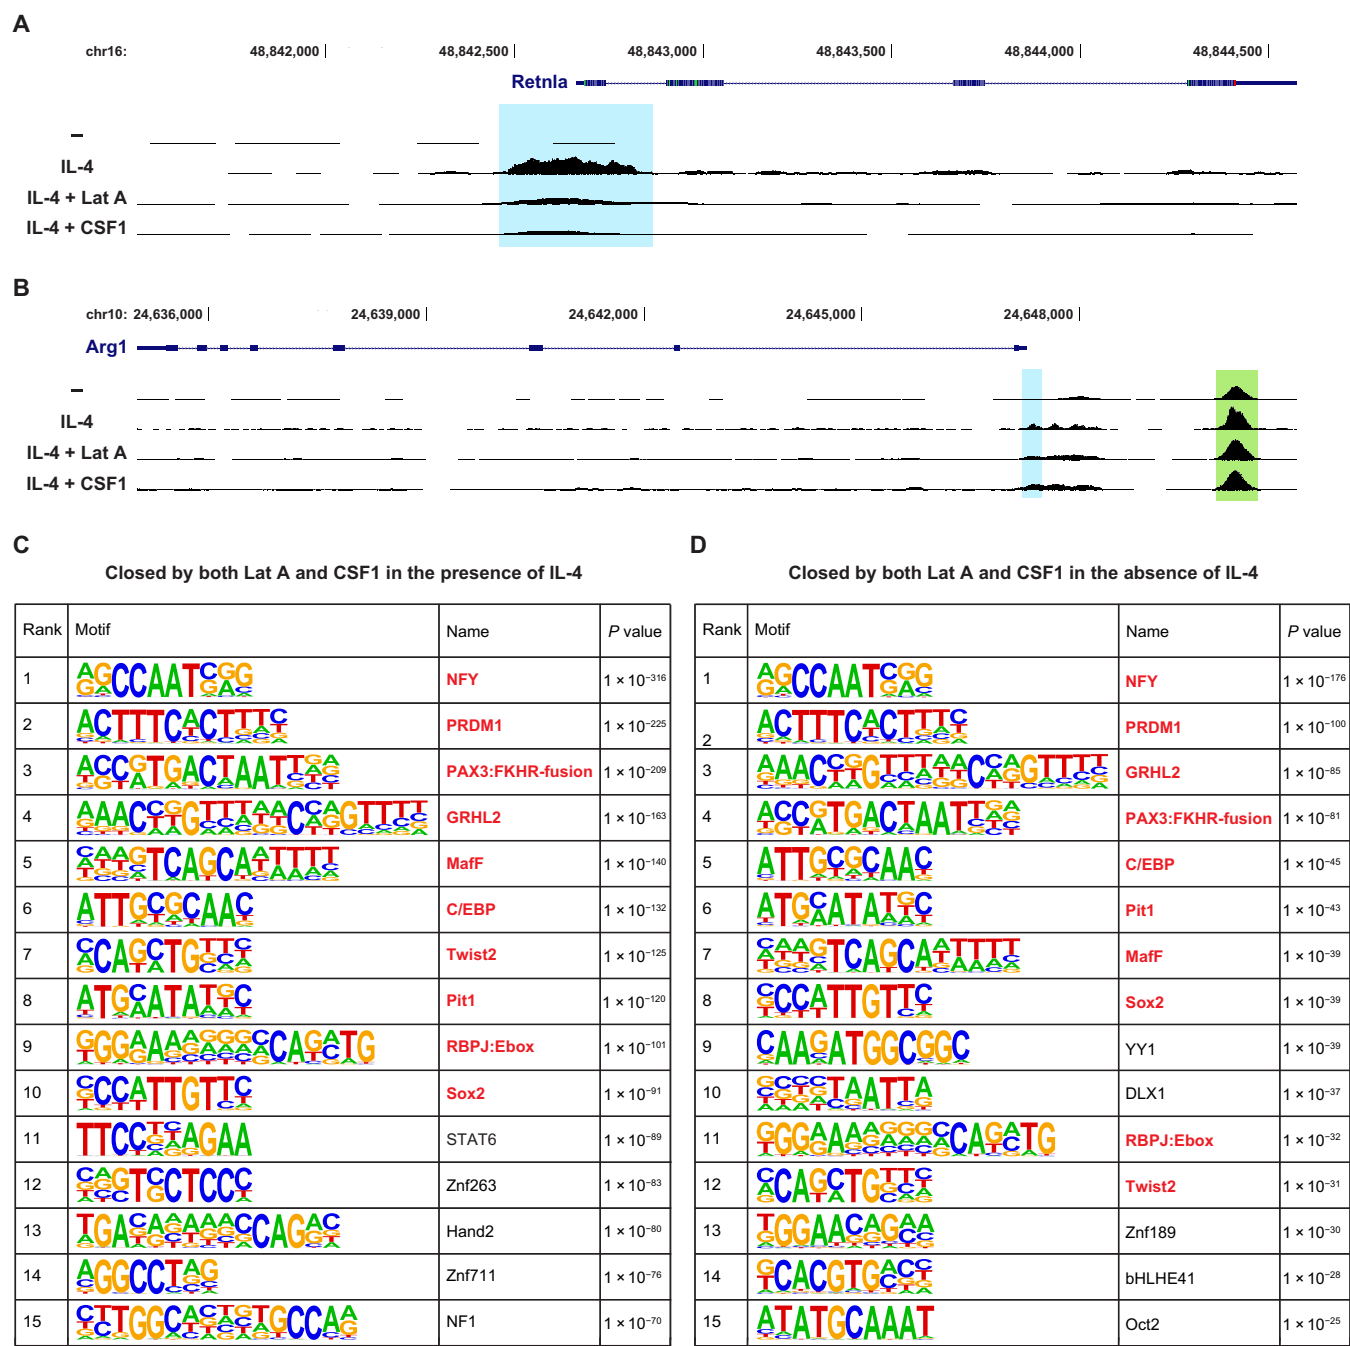 A
chr16: 48,842,000 48,842,500 48,843,000 48,843,500 48,844,000 48,844,500
Retnla
–
IL-4
IL-4 + Lat A
IL-4 + CSF1
B
chr10: 24,636,000 24,639,000 24,642,000 24,645,000 24,648,000
Arg1
–
IL-4
IL-4 + Lat A
IL-4 + CSF1
C
Closed by both Lat A and CSF1 in the presence of IL-4
Rank Motif Name P value
1 NFY 1 × 10⁻³¹⁶
2 PRDM1 1 × 10⁻²²⁵
3 PAX3:FKHR-fusion 1 × 10⁻²⁰⁹
4 GRHL2 1 × 10⁻¹⁶³
5 MafF 1 × 10⁻¹⁴⁰
6 C/EBP 1 × 10⁻¹³²
7 Twist2 1 × 10⁻¹²⁵
8 Pit1 1 × 10⁻¹²⁰
9 RBPJ:Ebox 1 × 10⁻¹⁰¹
10 Sox2 1 × 10⁻⁹¹
11 STAT6 1 × 10⁻⁸⁹
12 Znf263 1 × 10⁻⁸³
13 Hand2 1 × 10⁻⁸⁰
14 Znf711 1 × 10⁻⁷⁶
15 NF1 1 × 10⁻⁷⁰
D
Closed by both Lat A and CSF1 in the absence of IL-4
Rank Motif Name P value
1 NFY 1 × 10⁻¹⁷⁶
2 PRDM1 1 × 10⁻¹⁰⁰
3 GRHL2 1 × 10⁻⁸⁵
4 PAX3:FKHR-fusion 1 × 10⁻⁸¹
5 C/EBP 1 × 10⁻⁴⁵
6 Pit1 1 × 10⁻⁴³
7 MafF 1 × 10⁻³⁹
8 Sox2 1 × 10⁻³⁹
9 YY1 1 × 10⁻³⁹
10 DLX1 1 × 10⁻³⁷
11 RBPJ:Ebox 1 × 10⁻³²
12 Twist2 1 × 10⁻³¹
13 Znf189 1 × 10⁻³⁰
14 bHLHE41 1 × 10⁻²⁸
15 Oct2 1 × 10⁻²⁵